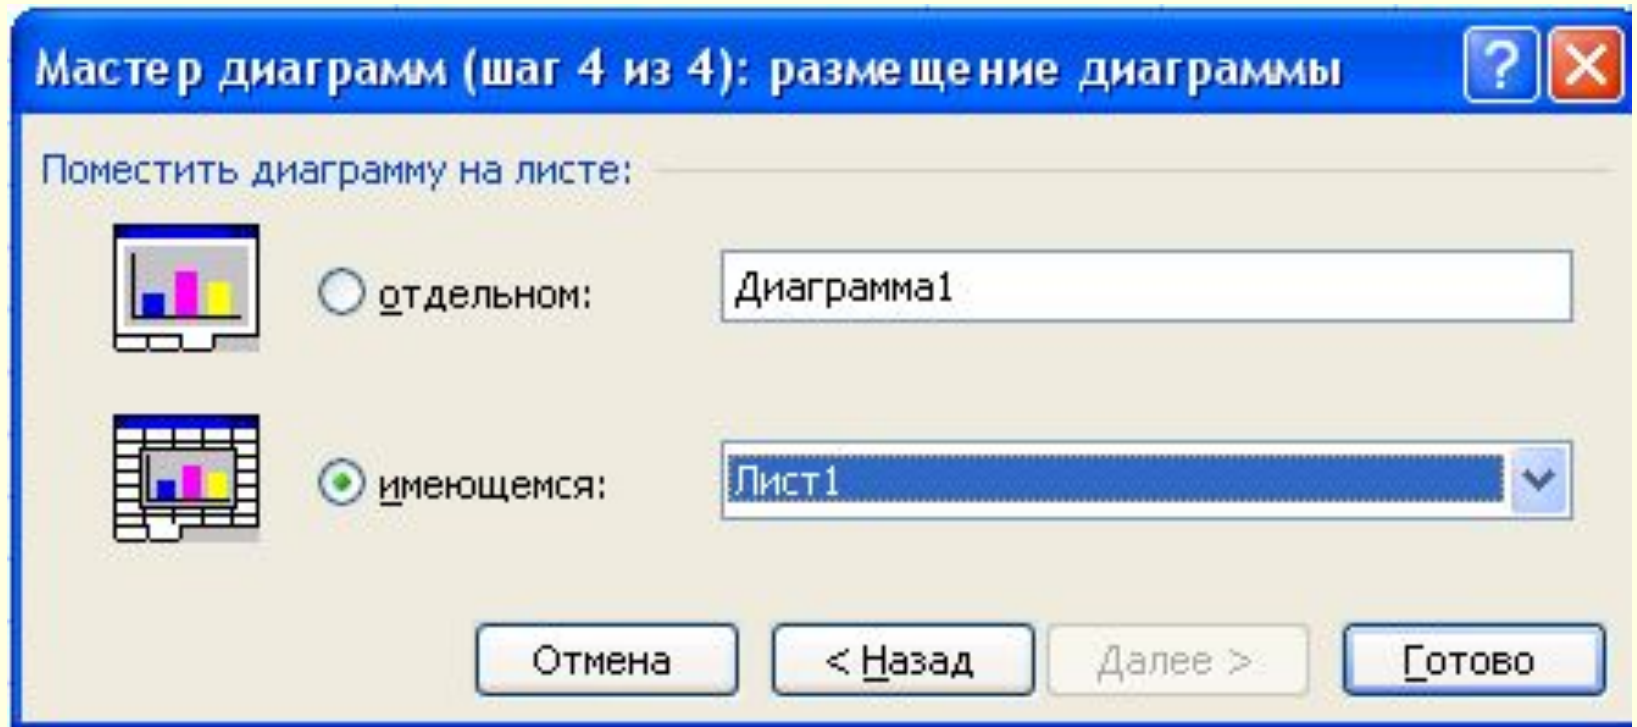 Мастер диаграмм (шаг 4 из 4): размещение диаграммы
Поместить диаграмму на листе:
отдельном: Диаграмма1
имеющемся: Лист1
Отмена < Назад Далее > Готово